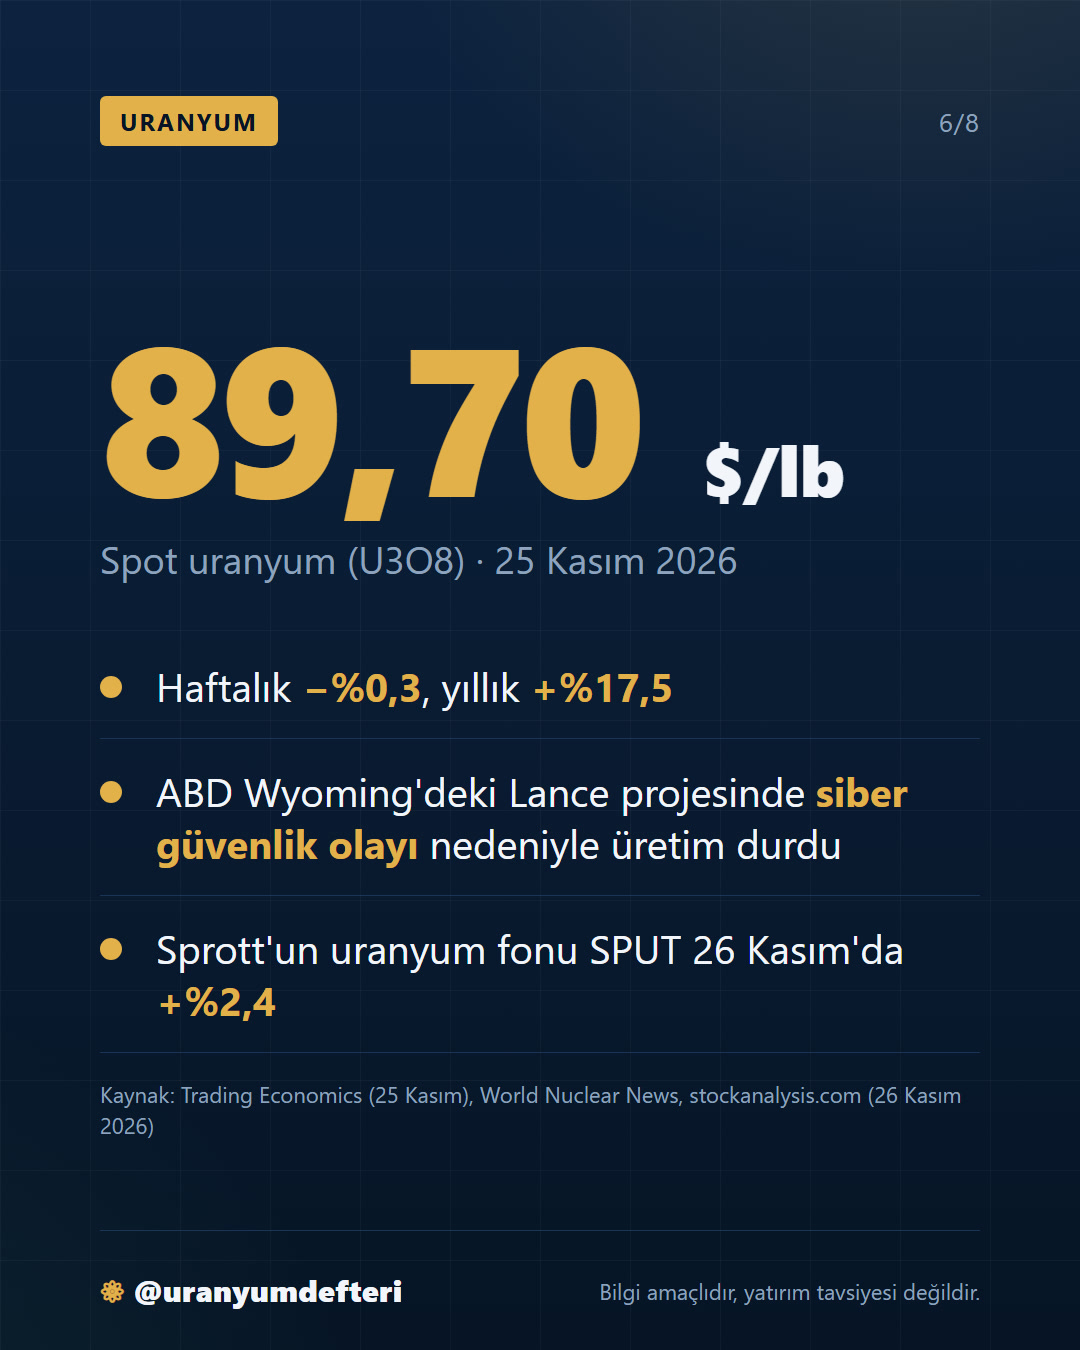 URANYUM
6/8
89,70 $/lb
Spot uranyum (U3O8) · 25 Kasım 2026
Haftalık −%0,3, yıllık +%17,5
ABD Wyoming'deki Lance projesinde siber
güvenlik olayı nedeniyle üretim durdu
Sprott'un uranyum fonu SPUT 26 Kasım'da
+%2,4
Kaynak: Trading Economics (25 Kasım), World Nuclear News, stockanalysis.com (26 Kasım
2026)
@uranyumdefteri
Bilgi amaçlıdır, yatırım tavsiyesi değildir.